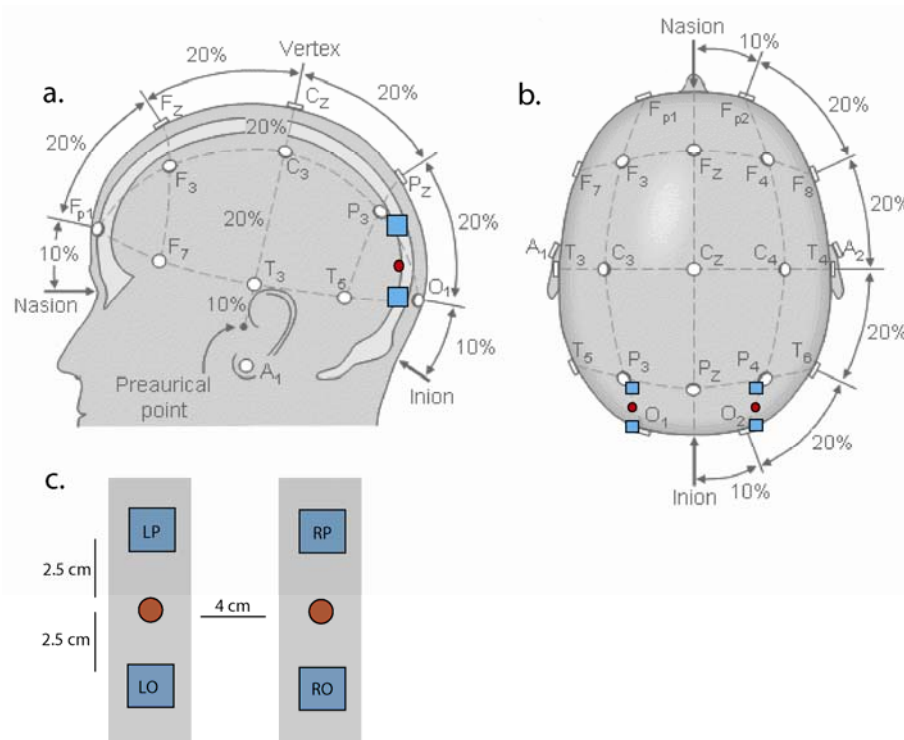 a.
20%
Vertex
20%
Fz
Cz
20%
20%
20%
F3
C3
Pz
Fp1
20%
P3
20%
10%
F7
T3
T5
O1
Nasion
10%
10%
A1
Preaurical
point
Inion
b.
Nasion
10%
20%
Fp1
Fp2
F7
F3
Fz
F4
F8
20%
A1
T3
C3
Cz
C4
T4
A2
20%
T5
P3
Pz
P4
T6
O1
O2
20%
Inion
10%
c.
LP
RP
2.5 cm
4 cm
2.5 cm
LO
RO